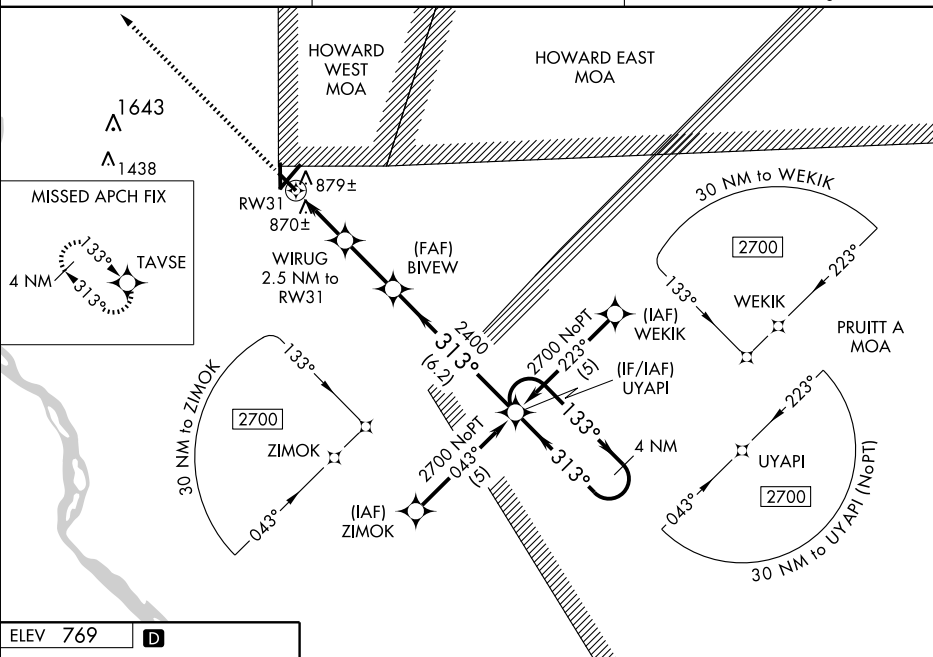 HOWARD
WEST
MOA
HOWARD EAST
MOA
1643
1438
MISSED APCH FIX
133°
TAVSE
4 NM
313°
RW31
879±
870±
WIRUG
2.5 NM to
RW31
(FAF)
BIVEW
30 NM to WEKIK
2700
133°
223°
WEKIK
PRUITT A
MOA
2400
313°
(6.2)
(IAF)
WEKIK
2700 NoPT
223°
(5)
(IF/IAF)
UYAPI
133°
313°
4 NM
2700 NoPT
043°
(5)
(IAF)
ZIMOK
30 NM to ZIMOK
133°
2700
ZIMOK
043°
223°
UYAPI
2700
043°
30 NM to UYAPI (NoPT)
ELEV 769
D